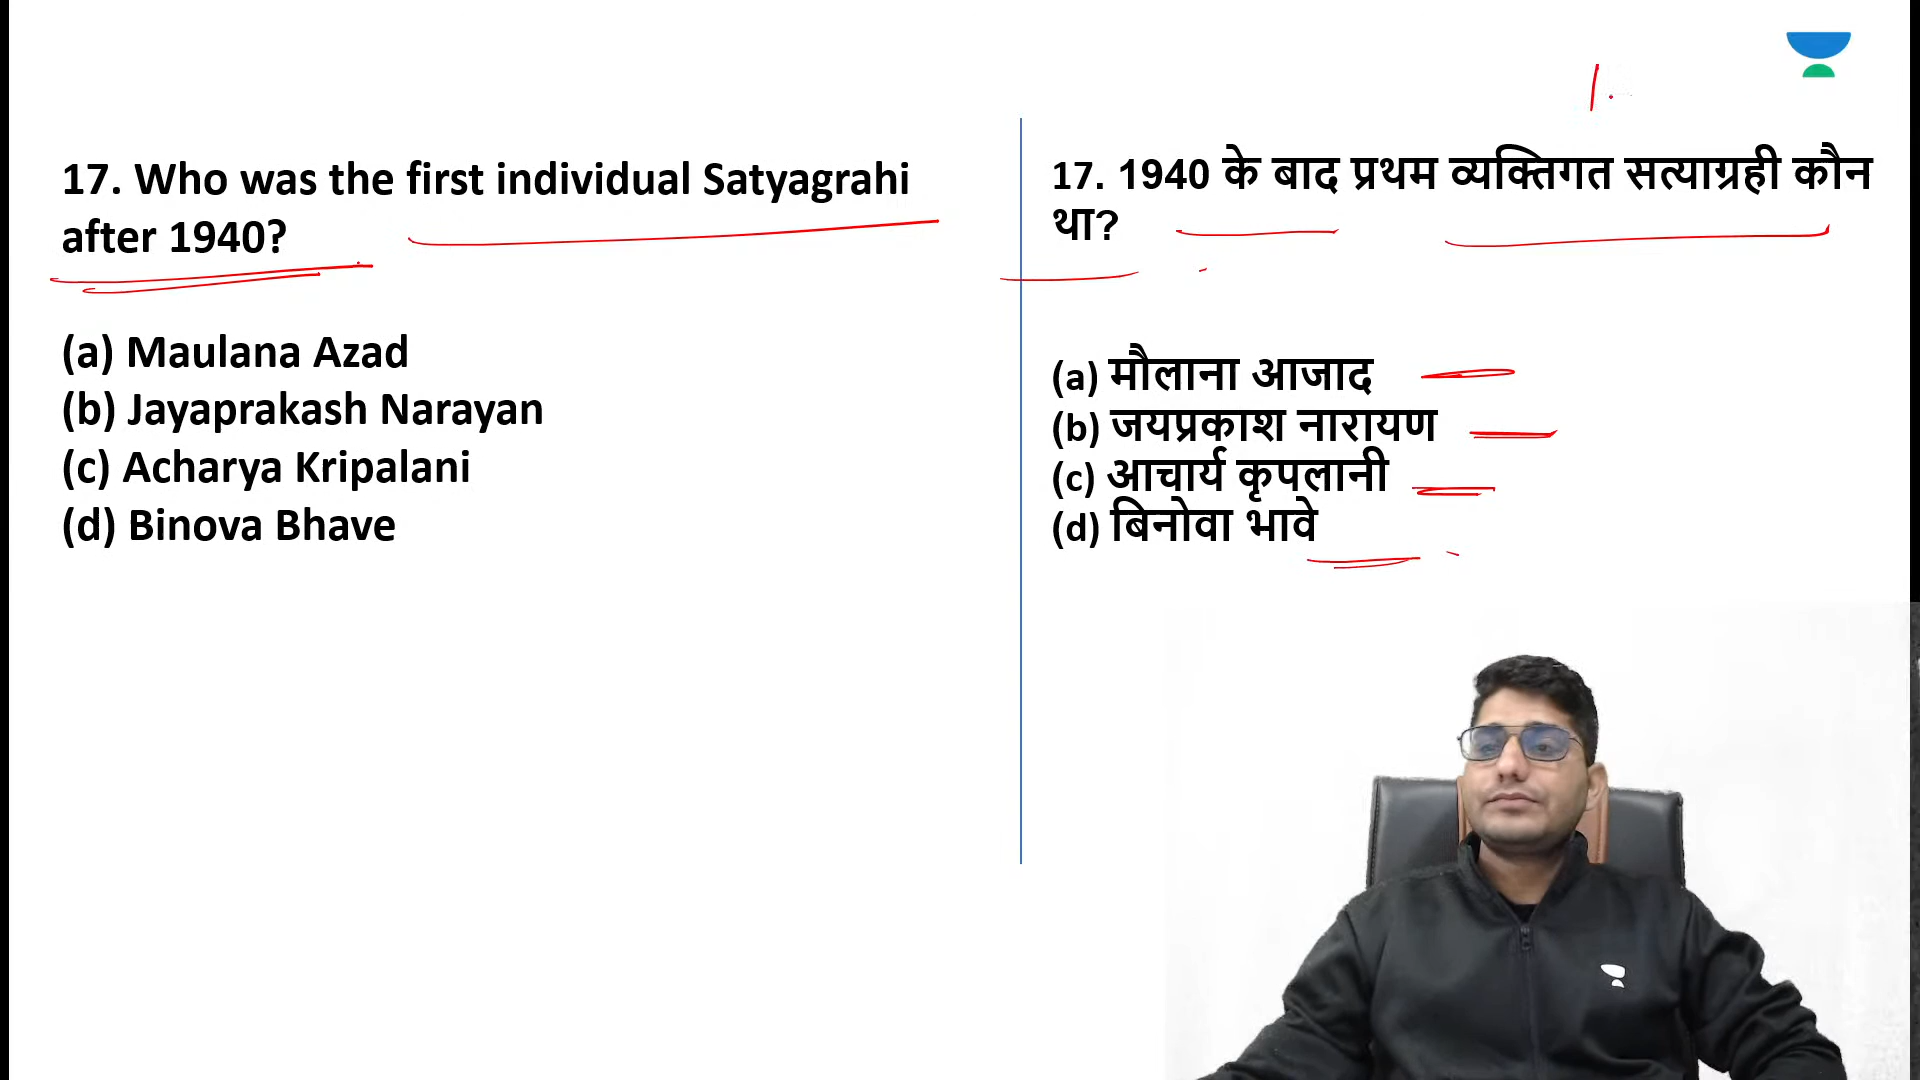 17. Who was the first individual Satyagrahi
after 1940?
(a) Maulana Azad
(b) Jayaprakash Narayan
(c) Acharya Kripalani
(d) Binova Bhave
1.
17. 1940 के बाद प्रथम व्यक्तिगत सत्याग्रही कौन
था?
(a) मौलाना आजाद
(b) जयप्रकाश नारायण
(c) आचार्य कृपलानी
(d) बिनोवा भावे